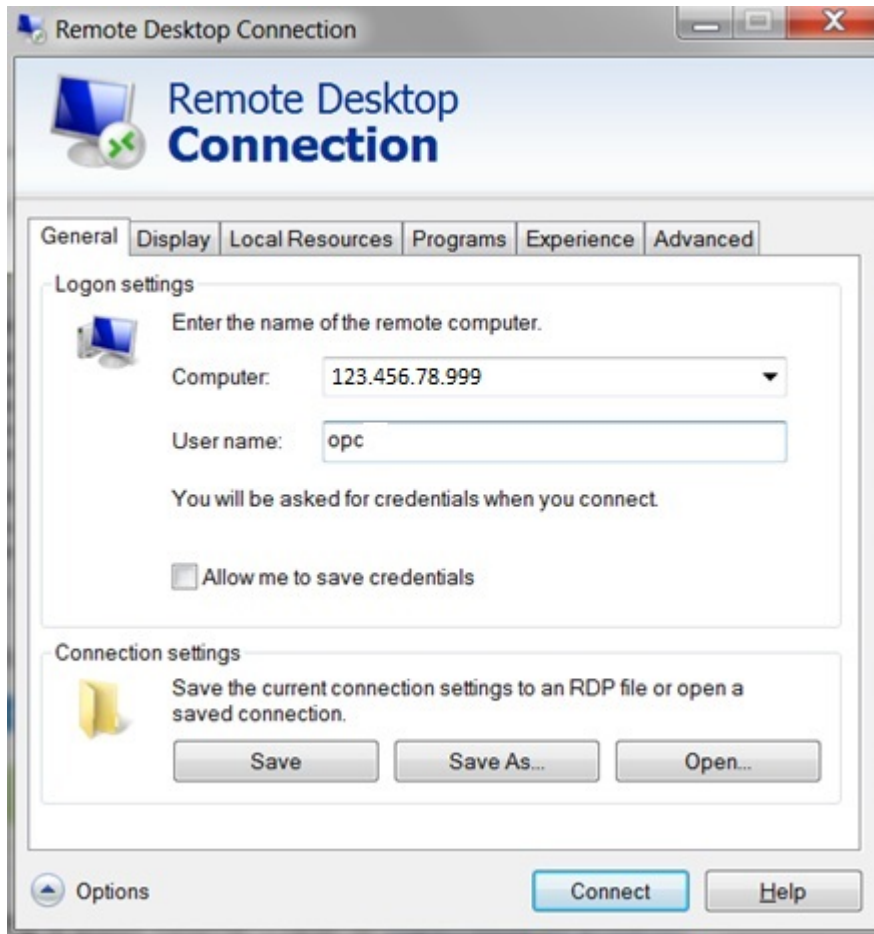 Remote Desktop Connection
Remote Desktop
Connection
General Display Local Resources Programs Experience Advanced
Logon settings
Enter the name of the remote computer.
Computer: 123.456.78.999
User name: opc
You will be asked for credentials when you connect.
Allow me to save credentials
Connection settings
Save the current connection settings to an RDP file or open a
saved connection.
Save Save As... Open...
Options Connect Help